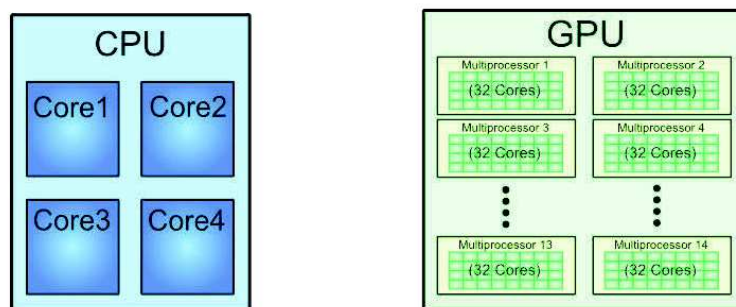 CPU
Core1 Core2
Core3 Core4
GPU
Multiprocessor 1 Multiprocessor 2
(32 Cores) (32 Cores)
Multiprocessor 3 Multiprocessor 4
(32 Cores) (32 Cores)
Multiprocessor 13 Multiprocessor 14
(32 Cores) (32 Cores)